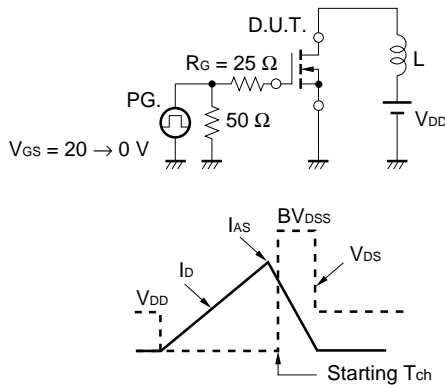 D.U.T.
RG = 25 Ω
L
PG.
50 Ω
VDD
VGS = 20 → 0 V
BVDSS
IAS
ID
VDS
VDD
Starting Tch